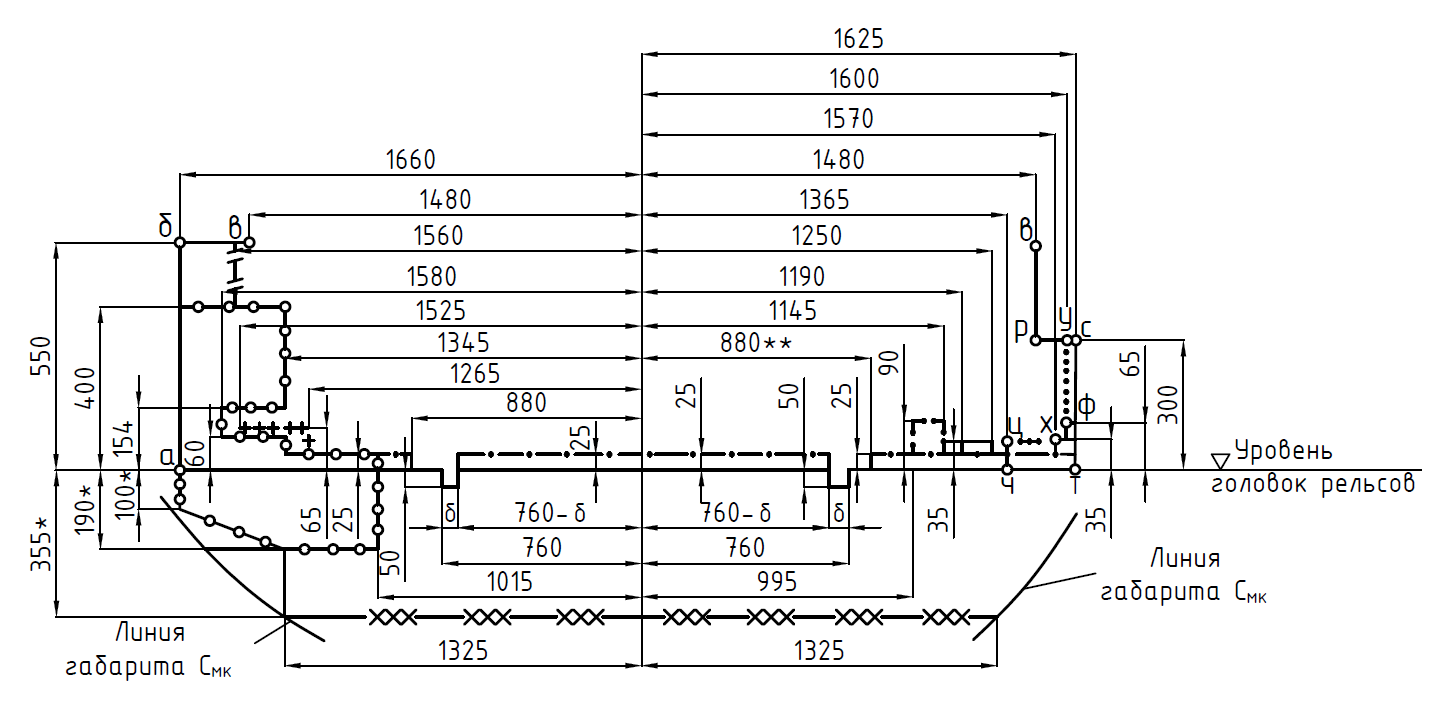 1625
1600
1570
1660
1480
1480
1365
б
в
1560
1250
в
1580
1190
1525
1145
р
у
с
1345
880**
90
65
550
400
1265
25
50
25
300
880
ф
154
60
25
ц
х
а
Уровень
головок рельсов
ч
т
100*
190*
355*
65
25
δ
760-δ
760-δ
δ
35
35
50
760
760
1015
995
Линия
габарита Cмк
Линия
габарита Cмк
1325
1325